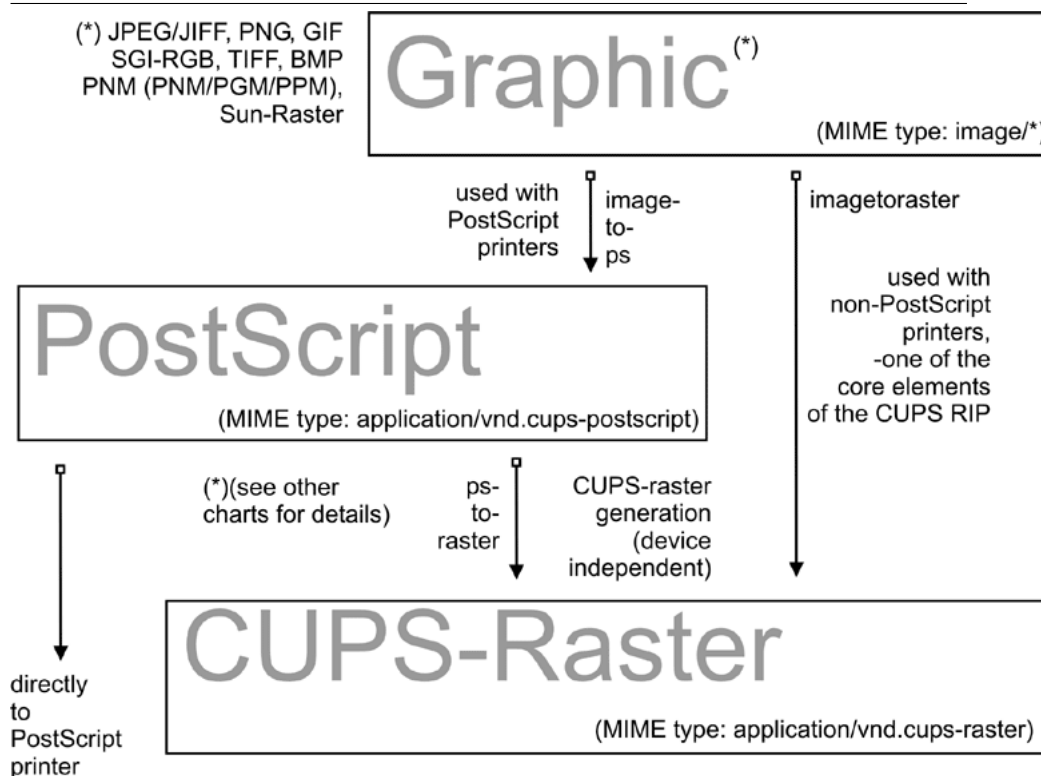 (*) JPEG/JIFF, PNG, GIF
SGI-RGB, TIFF, BMP
PNM (PNM/PGM/PPM),
Sun-Raster
Graphic(*)
(MIME type: image/*)
used with
PostScript
printers
image-
to-
ps
imagetoraster
used with
non-PostScript
printers,
-one of the
core elements
of the CUPS RIP
PostScript
(MIME type: application/vnd.cups-postscript)
(*)(see other
charts for details)
ps-
to-
raster
CUPS-raster
generation
(device
independent)
CUPS-Raster
(MIME type: application/vnd.cups-raster)
directly
to
PostScript
printer